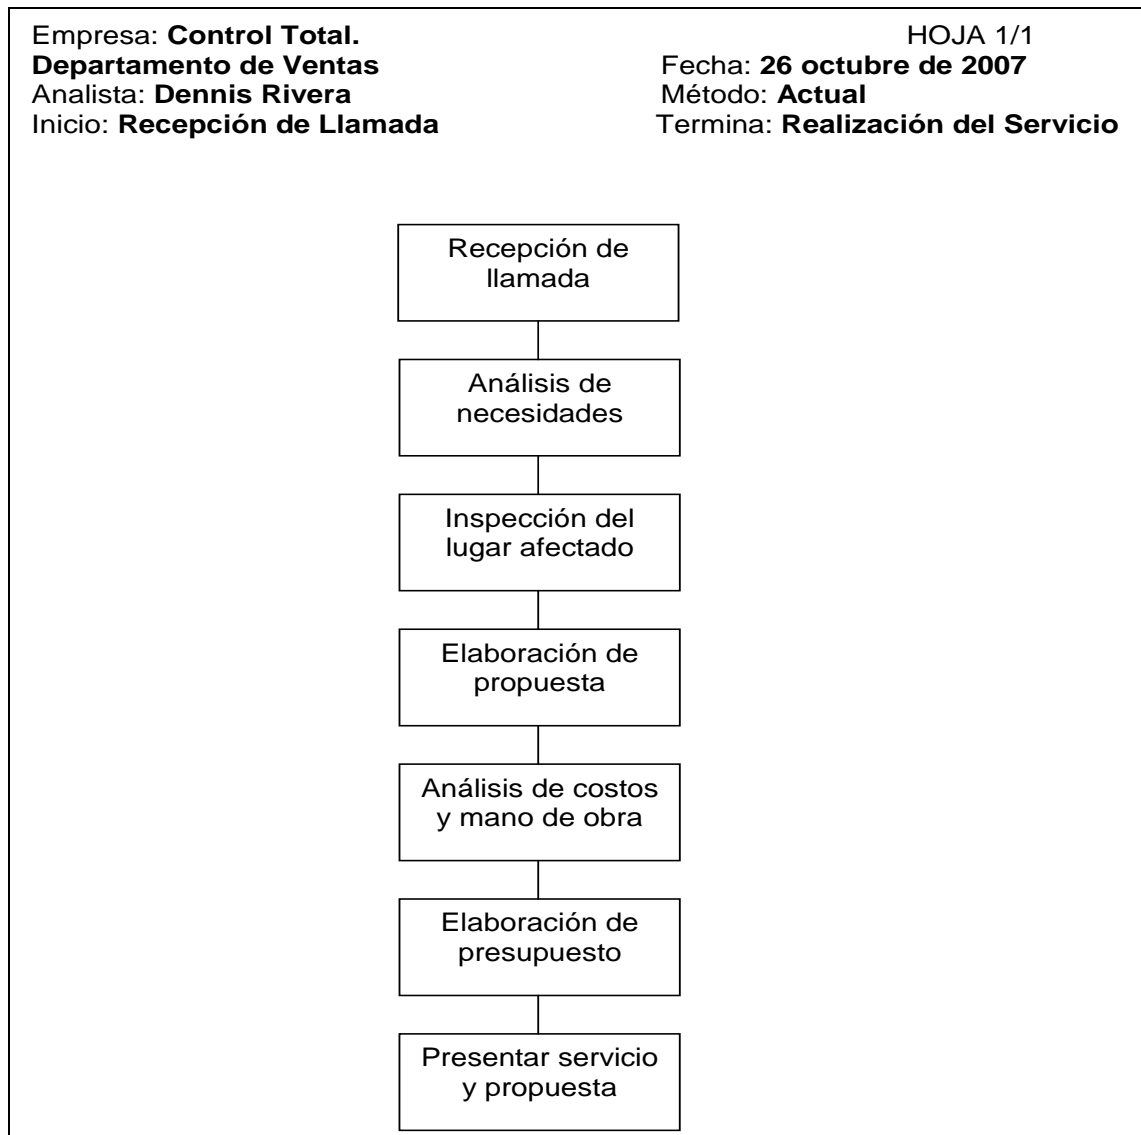 Empresa: Control Total. HOJA 1/1
Departamento de Ventas Fecha: 26 octubre de 2007
Analista: Dennis Rivera Método: Actual
Inicio: Recepción de Llamada Termina: Realización del Servicio
Recepción de
llamada
Análisis de
necesidades
Inspección del
lugar afectado
Elaboración de
propuesta
Análisis de costos
y mano de obra
Elaboración de
presupuesto
Presentar servicio
y propuesta